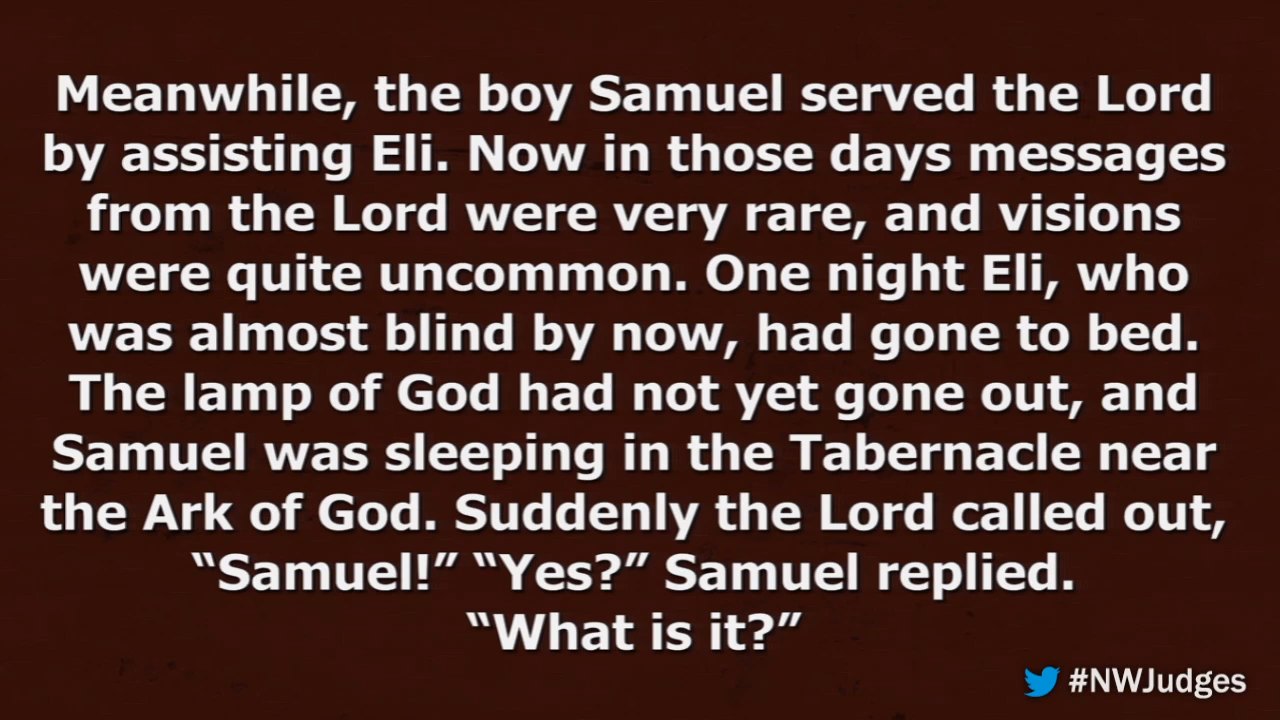 Meanwhile, the boy Samuel served the Lord
by assisting Eli. Now in those days messages
from the Lord were very rare, and visions
were quite uncommon. One night Eli, who
was almost blind by now, had gone to bed.
The lamp of God had not yet gone out, and
Samuel was sleeping in the Tabernacle near
the Ark of God. Suddenly the Lord called out,
“Samuel!” “Yes?” Samuel replied.
“What is it?”
#NWJudges